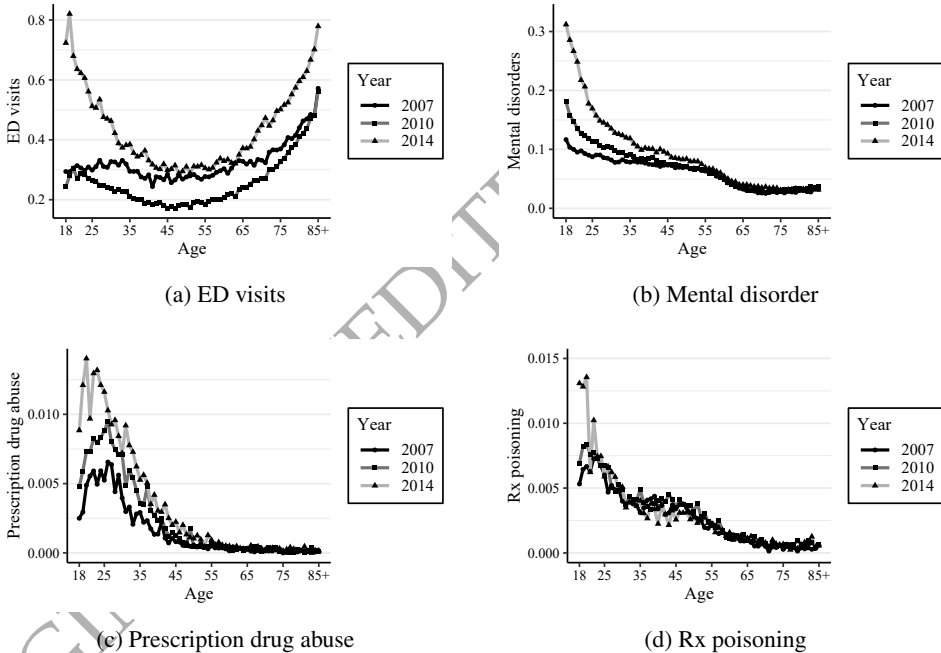 ED visits
0.8
0.6
0.4
0.2
18 25 35 45 55 65 75 85+
Age
Year
2007
2010
2014
(a) ED visits
Mental disorders
0.3
0.2
0.1
0.0
18 25 35 45 55 65 75 85+
Age
Year
2007
2010
2014
(b) Mental disorder
Prescription drug abuse
0.010
0.005
0.000
18 25 35 45 55 65 75 85+
Age
Year
2007
2010
2014
(c) Prescription drug abuse
Rx poisoning
0.015
0.010
0.005
0.000
18 25 35 45 55 65 75 85+
Age
Year
2007
2010
2014
(d) Rx poisoning